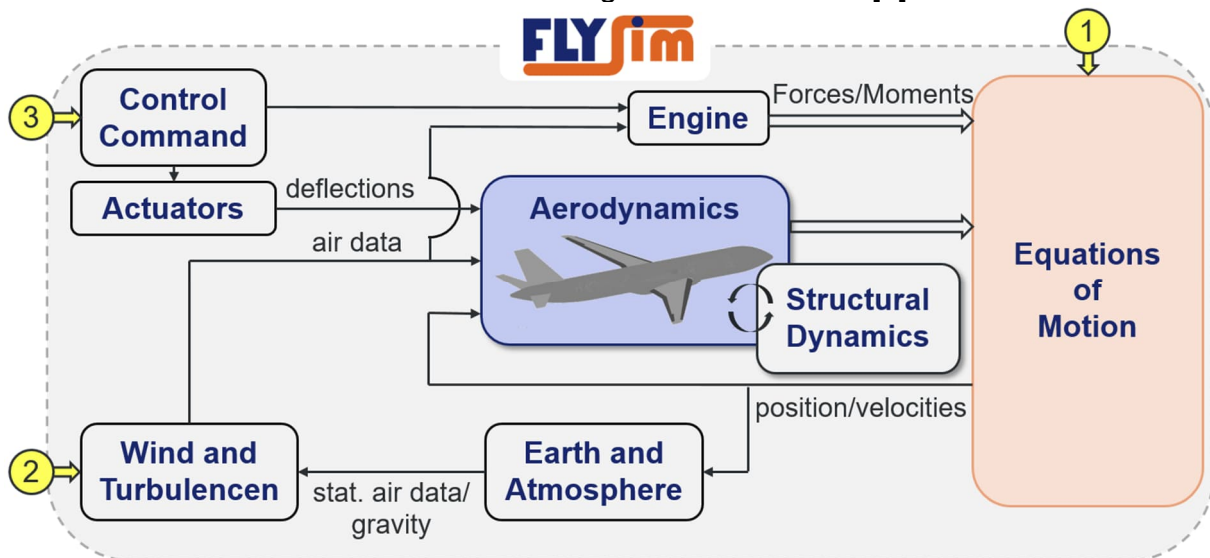 FLYSim
1
3
Control
Command
Engine
Forces/Moments
Actuators
deflections
air data
Aerodynamics
Structural
Dynamics
Equations
of
Motion
position/velocities
2
Wind and
Turbulencen
stat. air data/
gravity
Earth and
Atmosphere